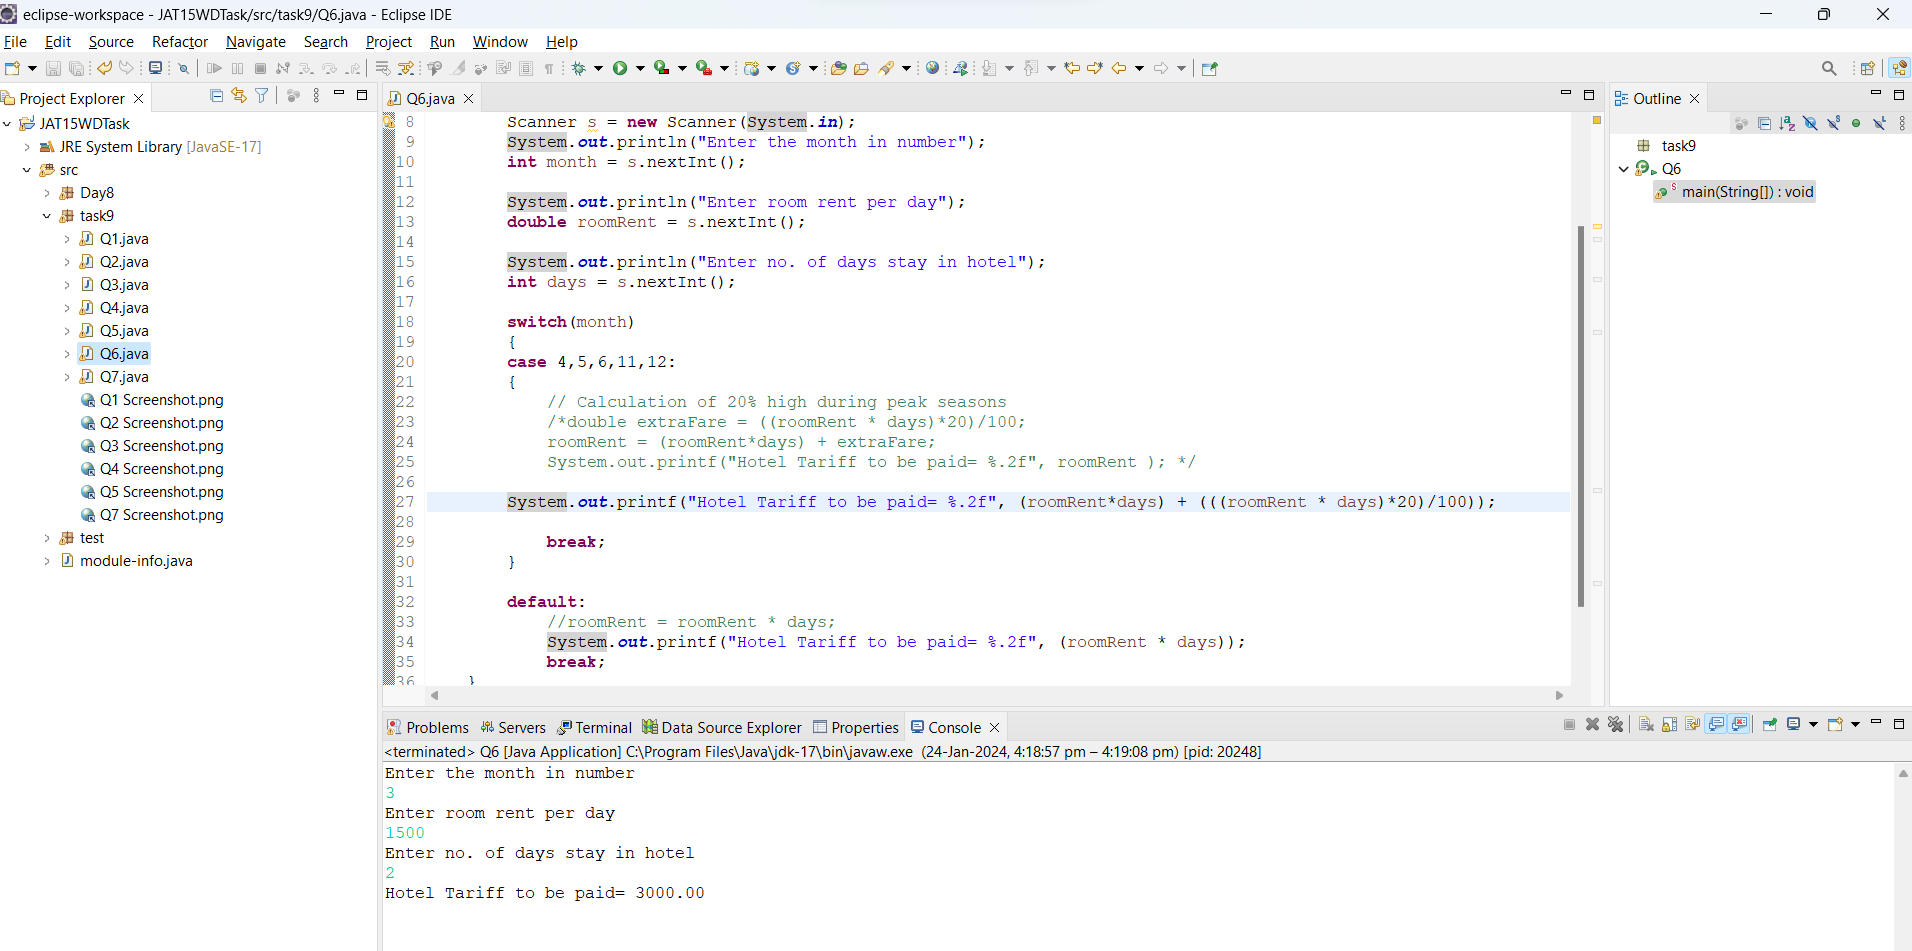 eclipse-workspace - JAT15WDTask/src/task9/Q6.java - Eclipse IDE
File Edit Source Refactor Navigate Search Project Run Window Help
Project Explorer
JAT15WDTask
JRE System Library [JavaSE-17]
src
Day8
task9
Q1.java
Q2.java
Q3.java
Q4.java
Q5.java
Q6.java
Q7.java
Q1 Screenshot.png
Q2 Screenshot.png
Q3 Screenshot.png
Q4 Screenshot.png
Q5 Screenshot.png
Q7 Screenshot.png
test
module-info.java
Q6.java
8 Scanner s = new Scanner(System.in);
9 System.out.println("Enter the month in number");
10 int month = s.nextInt();
11
12 System.out.println("Enter room rent per day");
13 double roomRent = s.nextInt();
14
15 System.out.println("Enter no. of days stay in hotel");
16 int days = s.nextInt();
17
18 switch(month)
19 {
20 case 4,5,6,11,12:
21 {
22 // Calculation of 20% high during peak seasons
23 /*double extraFare = ((roomRent * days)*20)/100;
24 roomRent = (roomRent*days) + extraFare;
25 System.out.printf("Hotel Tariff to be paid= %.2f", roomRent ); */
26
27 System.out.printf("Hotel Tariff to be paid= %.2f", (roomRent*days) + (((roomRent * days)*20)/100));
28
29 break;
30 }
31
32 default:
33 //roomRent = roomRent * days;
34 System.out.printf("Hotel Tariff to be paid= %.2f", (roomRent * days));
35 break;
36 }
Outline
task9
Q6
main(String[]) : void
Problems Servers Terminal Data Source Explorer Properties Console
<terminated> Q6 [Java Application] C:\Program Files\Java\jdk-17\bin\javaw.exe (24-Jan-2024, 4:18:57 pm – 4:19:08 pm) [pid: 20248]
Enter the month in number
3
Enter room rent per day
1500
Enter no. of days stay in hotel
2
Hotel Tariff to be paid= 3000.00